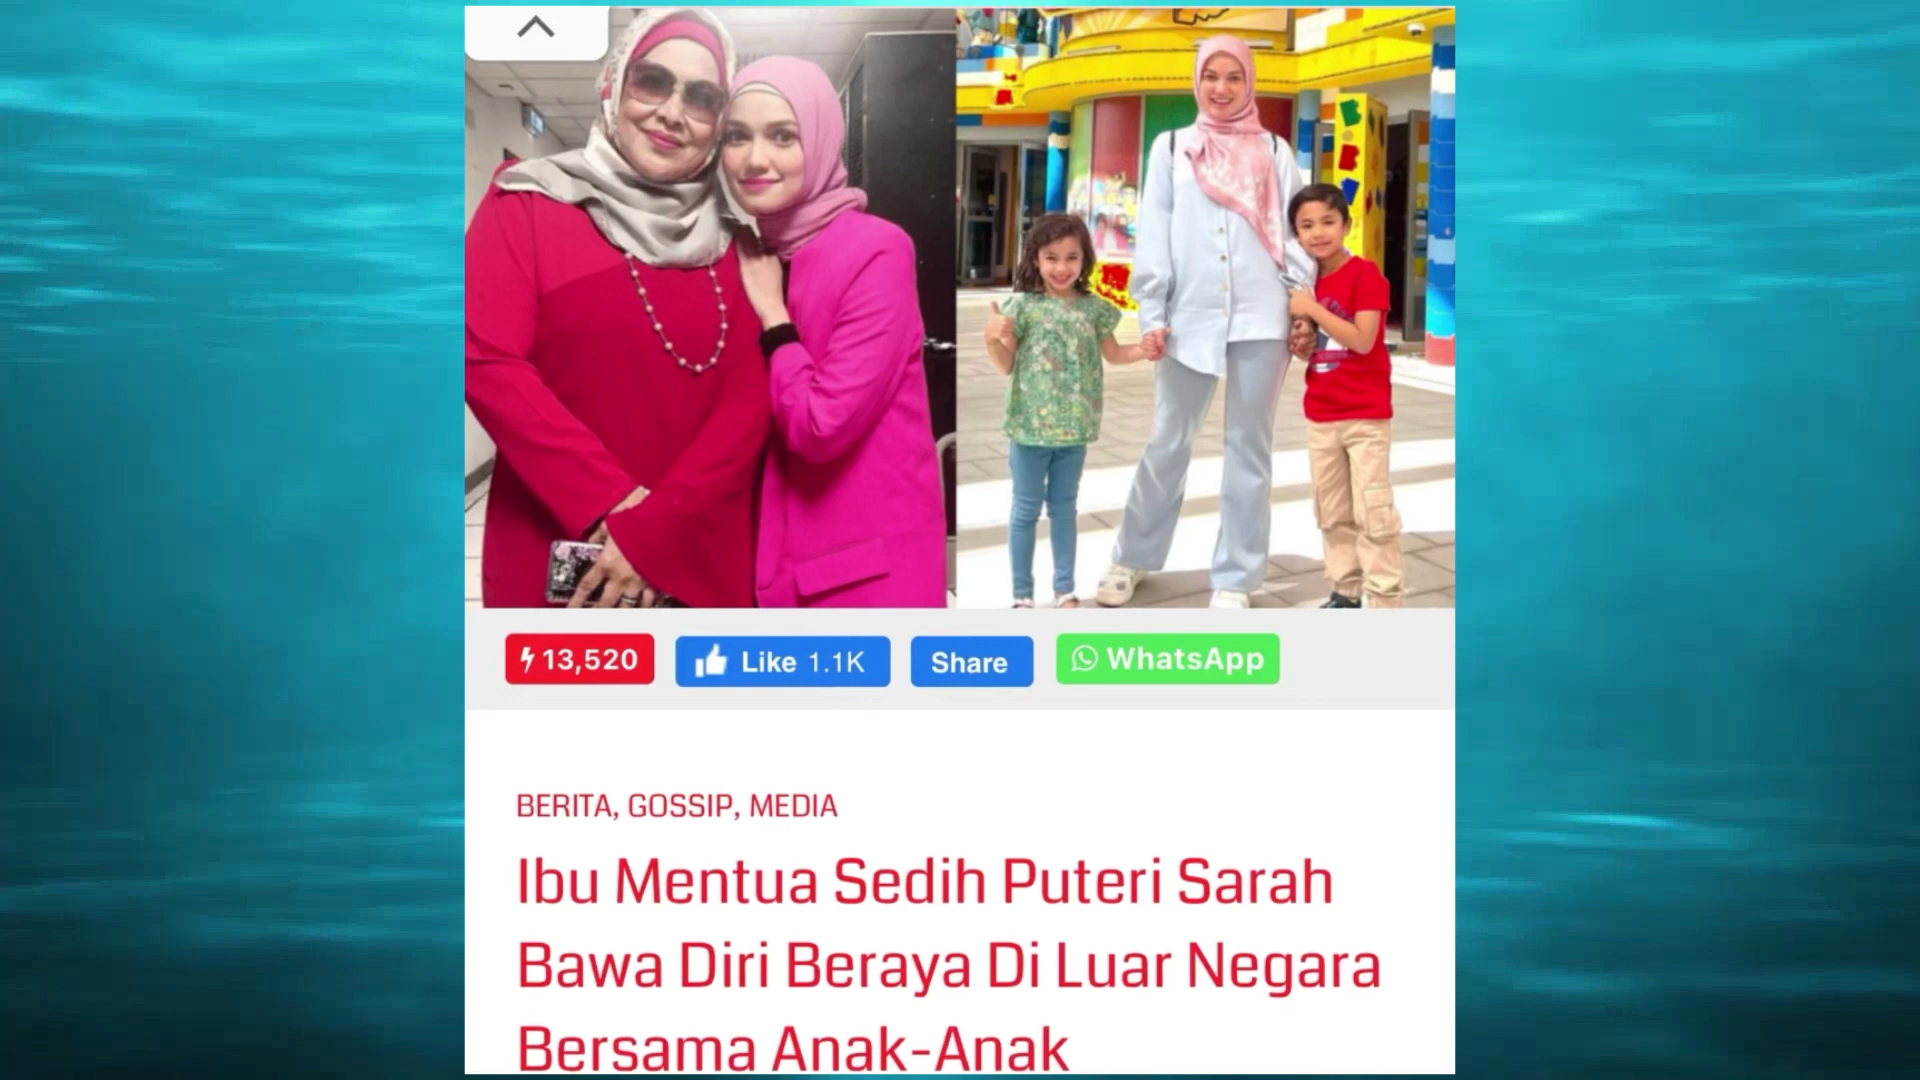 13,520
Like 1.1K
Share
WhatsApp
BERITA, GOSSIP, MEDIA
Ibu Mentua Sedih Puteri Sarah
Bawa Diri Beraya Di Luar Negara
Bersama Anak-Anak